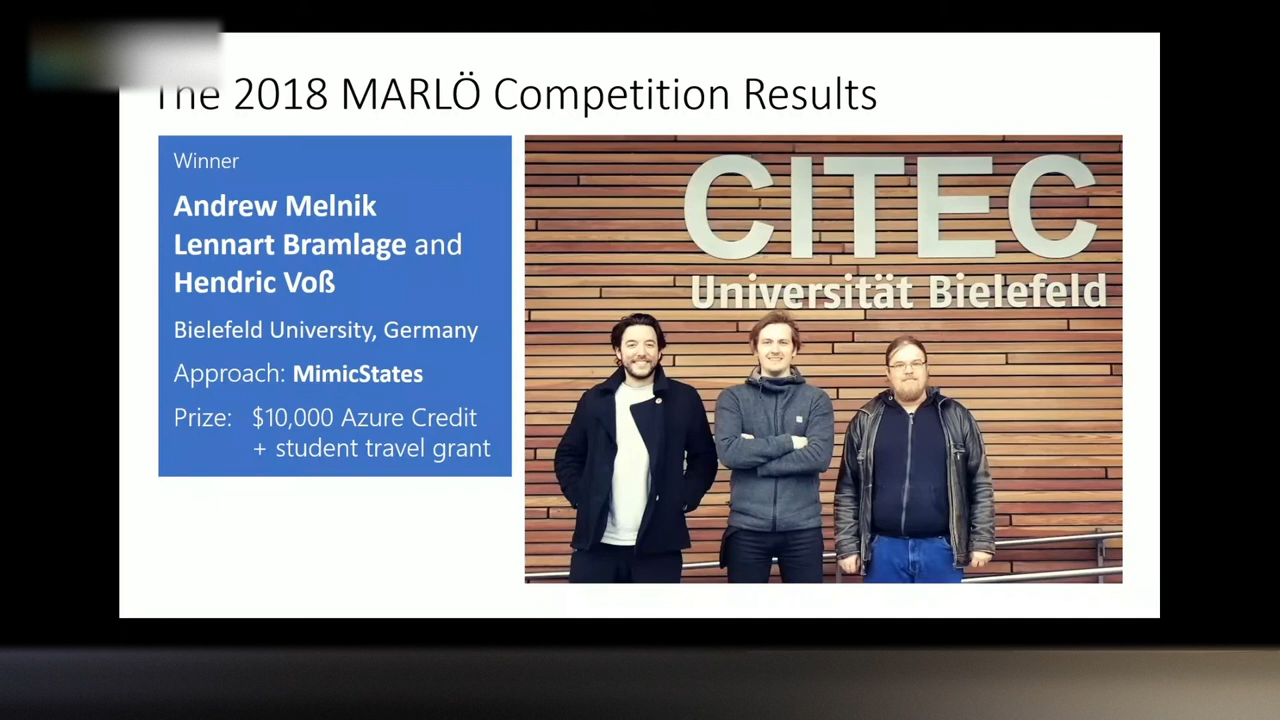 The 2018 MARLÖ Competition Results
Winner
Andrew Melnik
Lennart Bramlage and
Hendric Voß
Bielefeld University, Germany
Approach: MimicStates
Prize: $10,000 Azure Credit
+ student travel grant
CITEC
Universität Bielefeld